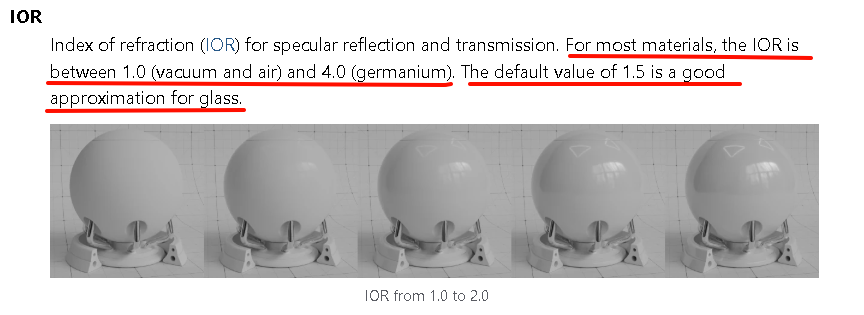 IOR
Index of refraction (IOR) for specular reflection and transmission. For most materials, the IOR is
between 1.0 (vacuum and air) and 4.0 (germanium). The default value of 1.5 is a good
approximation for glass.
IOR from 1.0 to 2.0